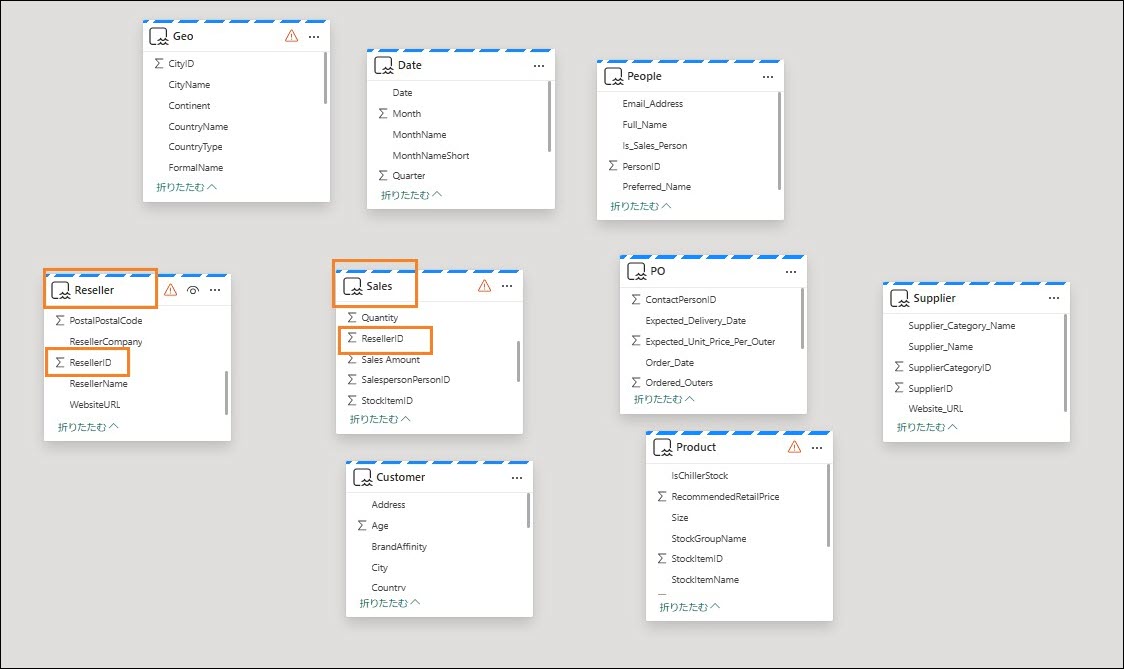 Geo
CityID
CityName
Continent
CountryName
CountryType
FormalName
折りたたむ
Date
Date
Month
MonthName
MonthNameShort
Quarter
折りたたむ
People
Email_Address
Full_Name
Is_Sales_Person
PersonID
Preferred_Name
折りたたむ
Reseller
PostalPostalCode
ResellerCompany
ResellerID
ResellerName
WebsiteURL
折りたたむ
Sales
Quantity
ResellerID
Sales Amount
SalespersonPersonID
StockItemID
折りたたむ
PO
ContactPersonID
Expected_Delivery_Date
Expected_Unit_Price_Per_Outer
Order_Date
Ordered_Outers
折りたたむ
Supplier
Supplier_Category_Name
Supplier_Name
SupplierCategoryID
SupplierID
Website_URL
折りたたむ
Customer
Address
Age
BrandAffinity
City
Country
折りたたむ
Product
IsChillerStock
RecommendedRetailPrice
Size
StockGroupName
StockItemID
StockItemName
折りたたむ